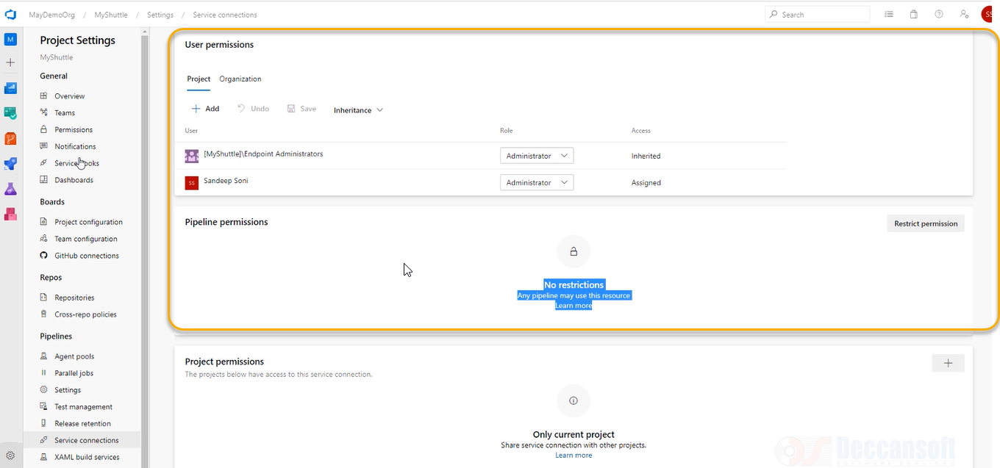 MayDemoOrg / MyShuttle / Settings / Service connections
Search
SS
M
Project Settings
MyShuttle
General
Overview
Teams
Permissions
Notifications
Service hooks
Dashboards
Boards
Project configuration
Team configuration
GitHub connections
Repos
Repositories
Cross-repo policies
Pipelines
Agent pools
Parallel jobs
Settings
Test management
Release retention
Service connections
XAML build services
User permissions
Project Organization
Add Undo Save Inheritance
User Role Access
[MyShuttle]\Endpoint Administrators Administrator Inherited
SS Sandeep Soni Administrator Assigned
Pipeline permissions
Restrict permission
No restrictions
Any pipeline may use this resource
Learn more
Project permissions
The projects below have access to this service connection.
Only current project
Share service connection with other projects.
Learn more
Deccansoft
SOFTWARE SERVICES